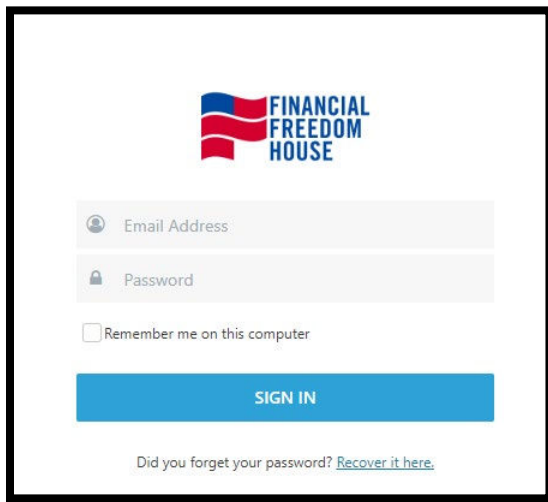 FINANCIAL
FREEDOM
HOUSE
Email Address
Password
Remember me on this computer
SIGN IN
Did you forget your password? Recover it here.